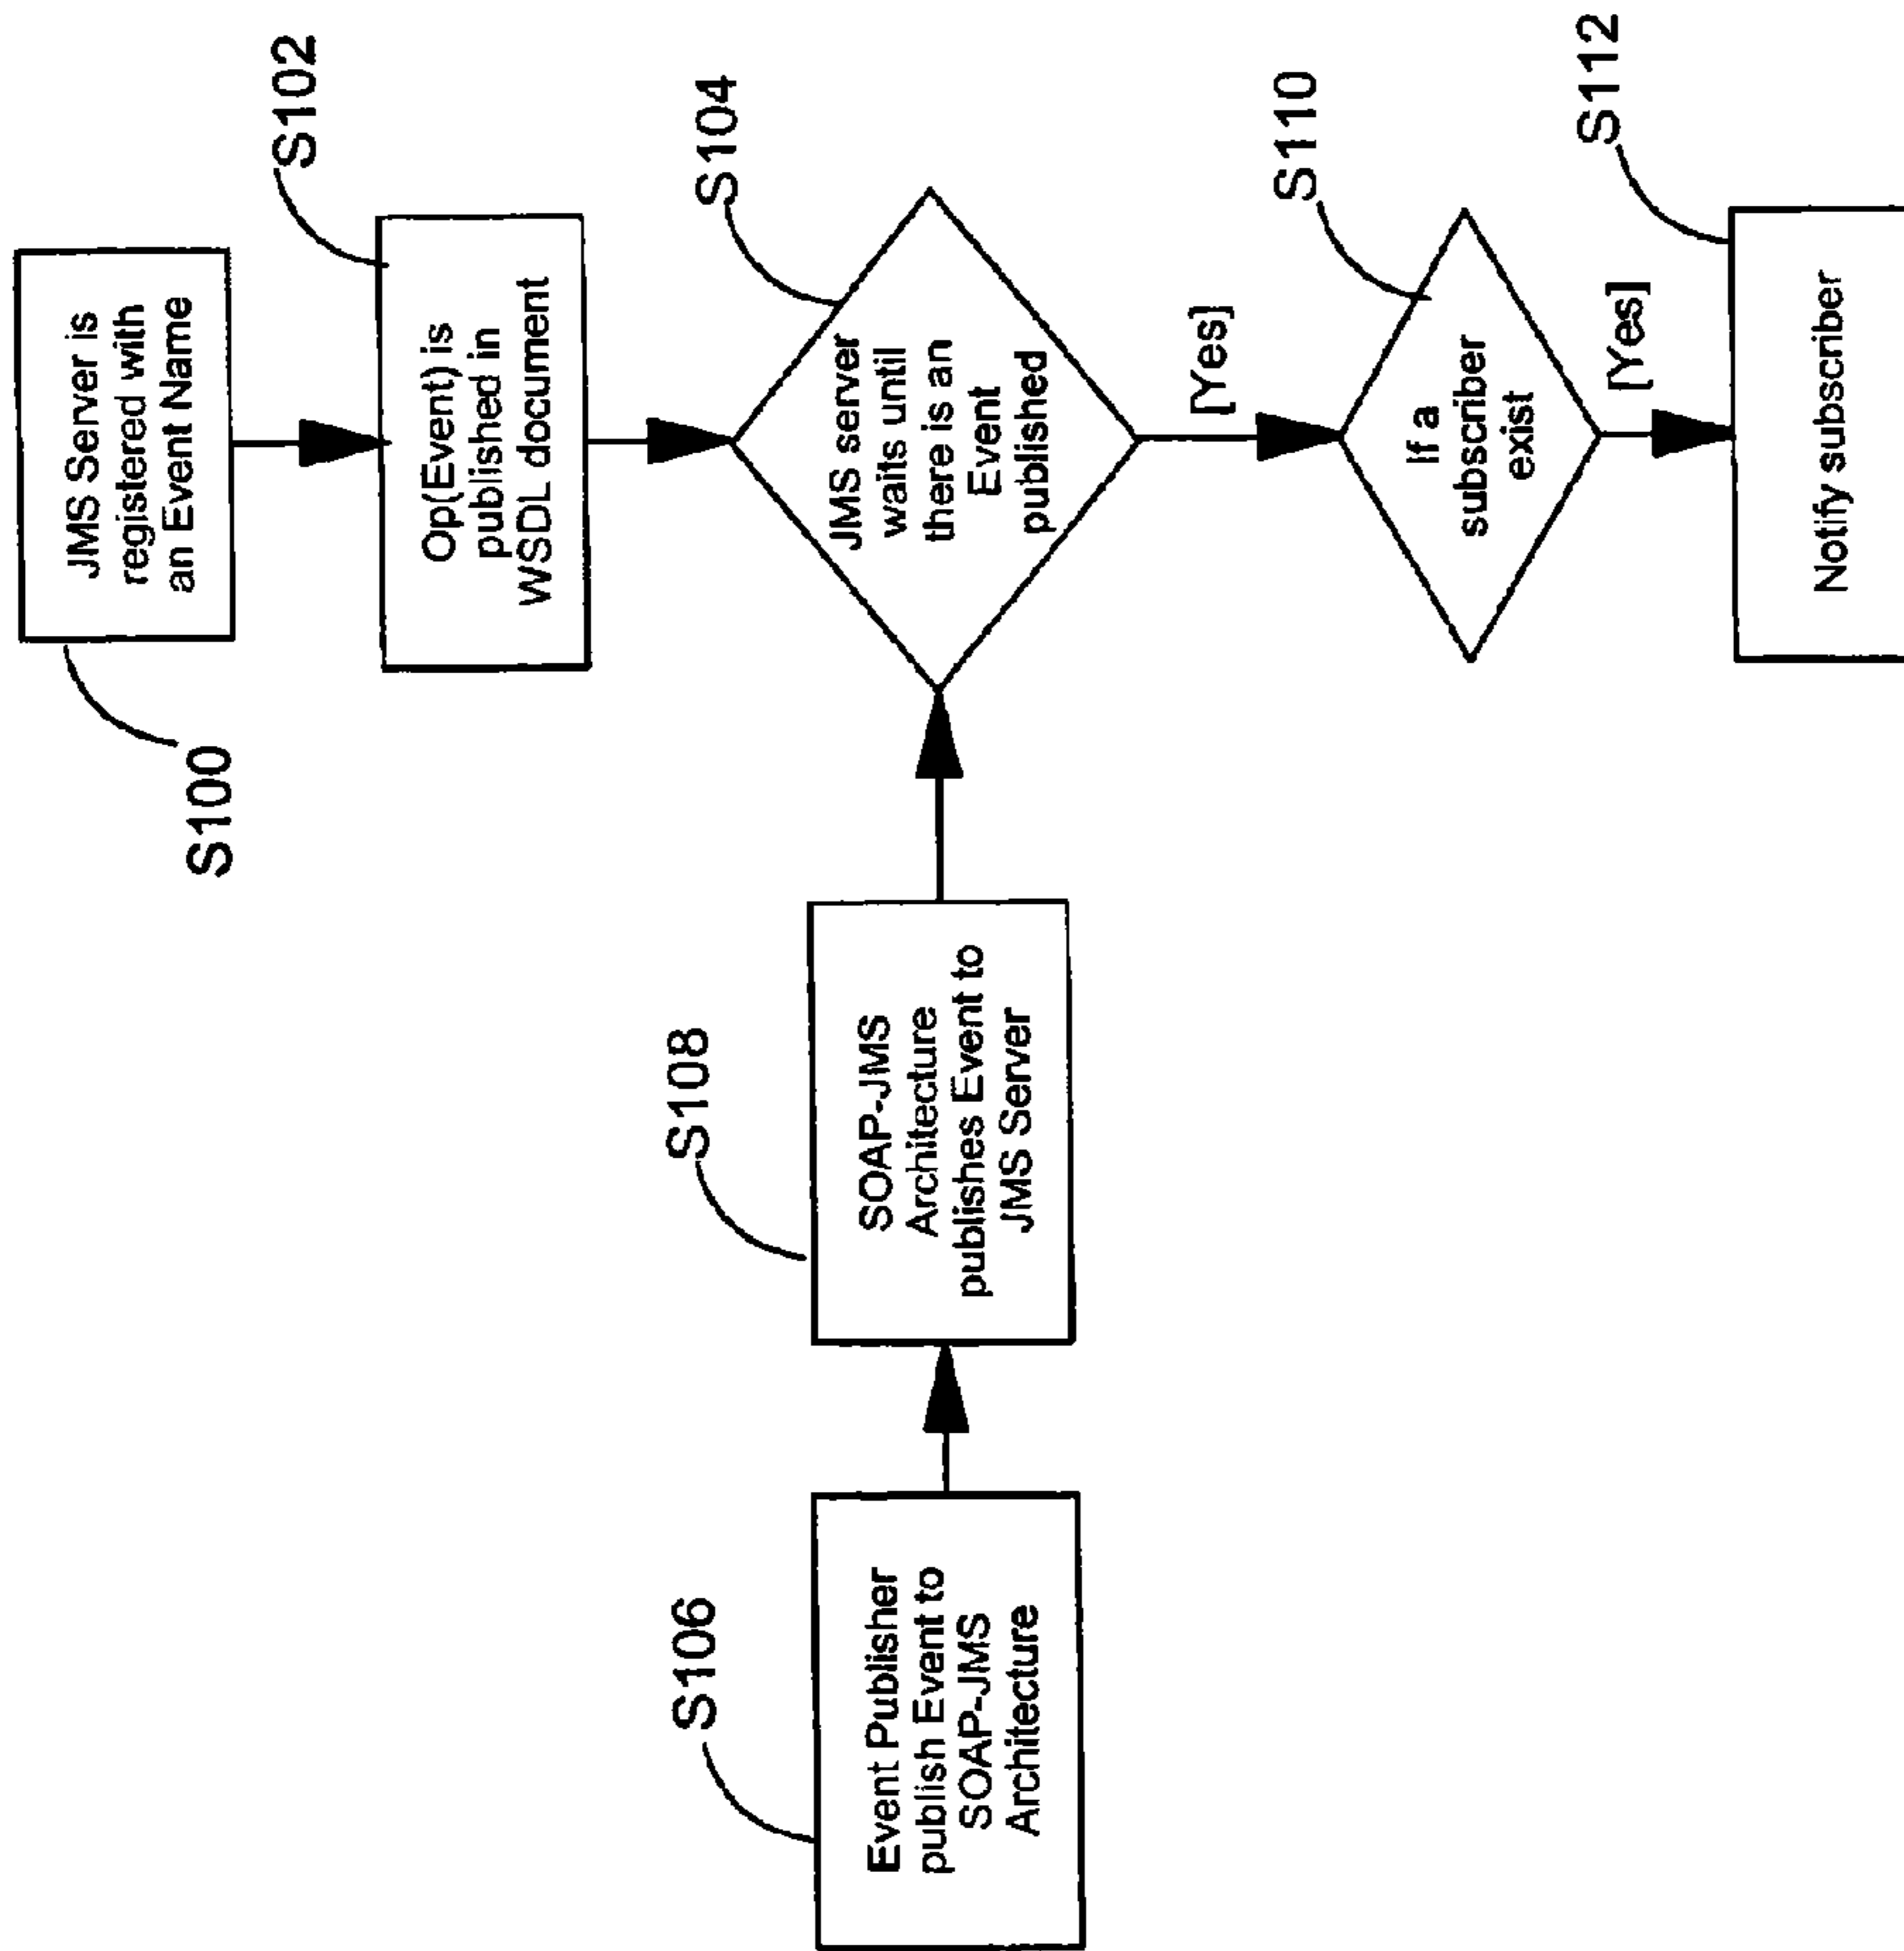 S100
JMS Server is
registered with
an Event Name
S102
Op(Event) is
published in
WSDL document
S104
JMS server
waits until
there is an
Event
published
S106
Event Publisher
publish Event to
SOAP-JMS
Architecture
S108
SOAP-JMS
Architecture
publishes Event to
JMS Server
[Yes]
S110
If a
subscriber
exist
[Yes]
S112
Notify subscriber